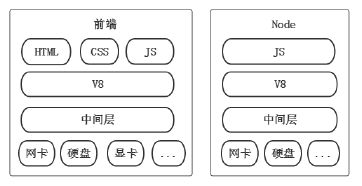 前端
HTML CSS JS
V8
中间层
网卡 硬盘 显卡 ...
Node
JS
V8
中间层
网卡 硬盘 ...